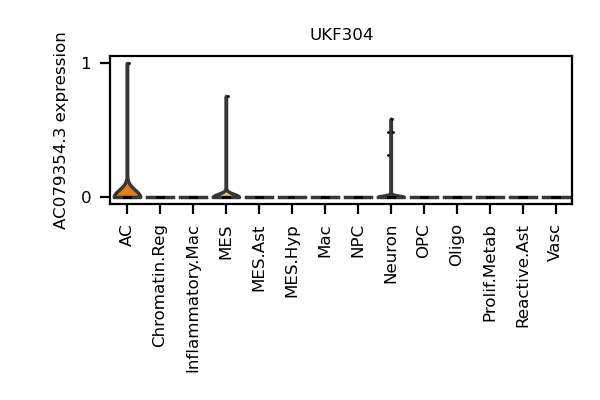 UKF304
AC079354.3 expression
1
0
AC
Chromatin.Reg
Inflammatory.Mac
MES
MES.Ast
MES.Hyp
Mac
NPC
Neuron
OPC
Oligo
Prolif.Metab
Reactive.Ast
Vasc